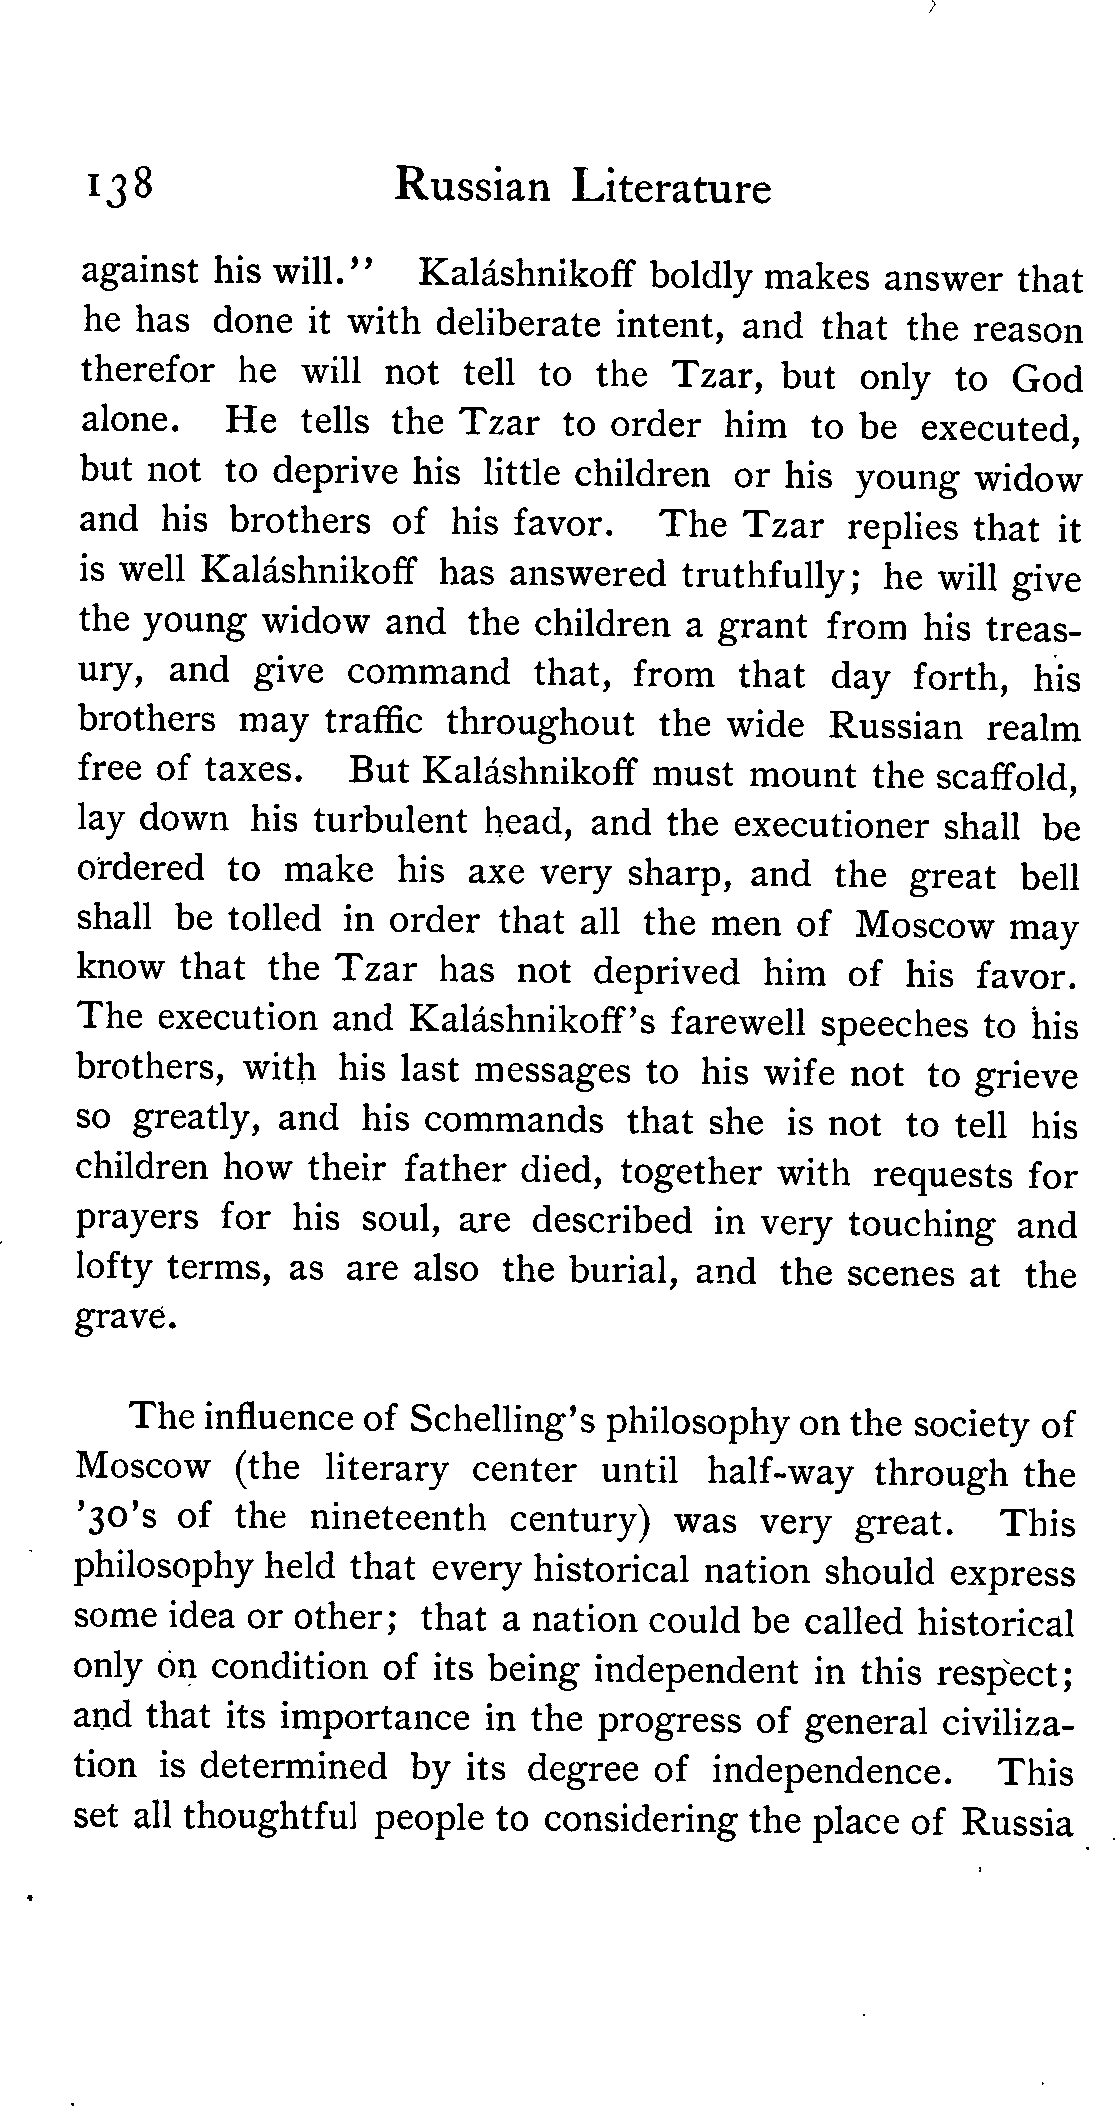 138 Russian Literature
against his will.” Kaláshnikoff boldly makes answer that
he has done it with deliberate intent, and that the reason
therefor he will not tell to the Tzar, but only to God
alone. He tells the Tzar to order him to be executed,
but not to deprive his little children or his young widow
and his brothers of his favor. The Tzar replies that it
is well Kaláshnikoff has answered truthfully; he will give
the young widow and the children a grant from his treas-
ury, and give command that, from that day forth, his
brothers may traffic throughout the wide Russian realm
free of taxes. But Kaláshnikoff must mount the scaffold,
lay down his turbulent head, and the executioner shall be
ordered to make his axe very sharp, and the great bell
shall be tolled in order that all the men of Moscow may
know that the Tzar has not deprived him of his favor.
The execution and Kaláshnikoff’s farewell speeches to his
brothers, with his last messages to his wife not to grieve
so greatly, and his commands that she is not to tell his
children how their father died, together with requests for
prayers for his soul, are described in very touching and
lofty terms, as are also the burial, and the scenes at the
grave.
The influence of Schelling’s philosophy on the society of
Moscow (the literary center until half-way through the
’30’s of the nineteenth century) was very great. This
philosophy held that every historical nation should express
some idea or other; that a nation could be called historical
only on condition of its being independent in this respect;
and that its importance in the progress of general civiliza-
tion is determined by its degree of independence. This
set all thoughtful people to considering the place of Russia